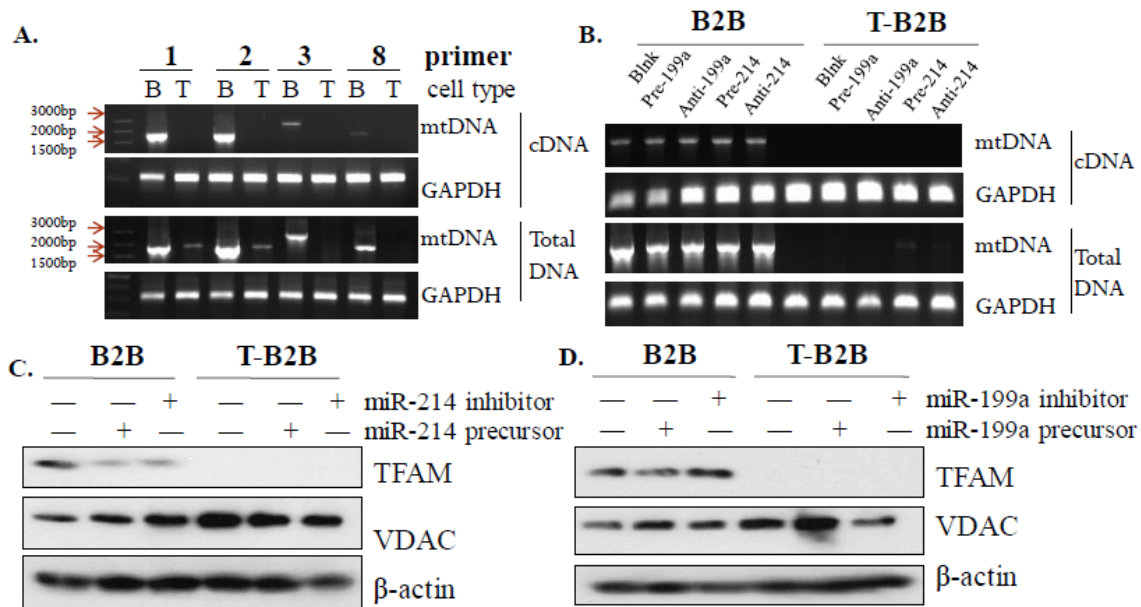 A.
1 2 3 8 primer
B T B T B T B T cell type
3000bp
2000bp
1500bp
mtDNA
GAPDH
cDNA
3000bp
2000bp
1500bp
mtDNA
GAPDH
Total
DNA
B.
B2B T-B2B
Blnk Pre-199a Anti-199a Pre-214 Anti-214 Blnk Pre-199a Anti-199a Pre-214 Anti-214
mtDNA
GAPDH
cDNA
mtDNA
GAPDH
Total
DNA
C.
B2B T-B2B
— — + — — + miR-214 inhibitor
— + — — + — miR-214 precursor
TFAM
VDAC
β-actin
D.
B2B T-B2B
— — + — — + miR-199a inhibitor
— + — — + — miR-199a precursor
TFAM
VDAC
β-actin